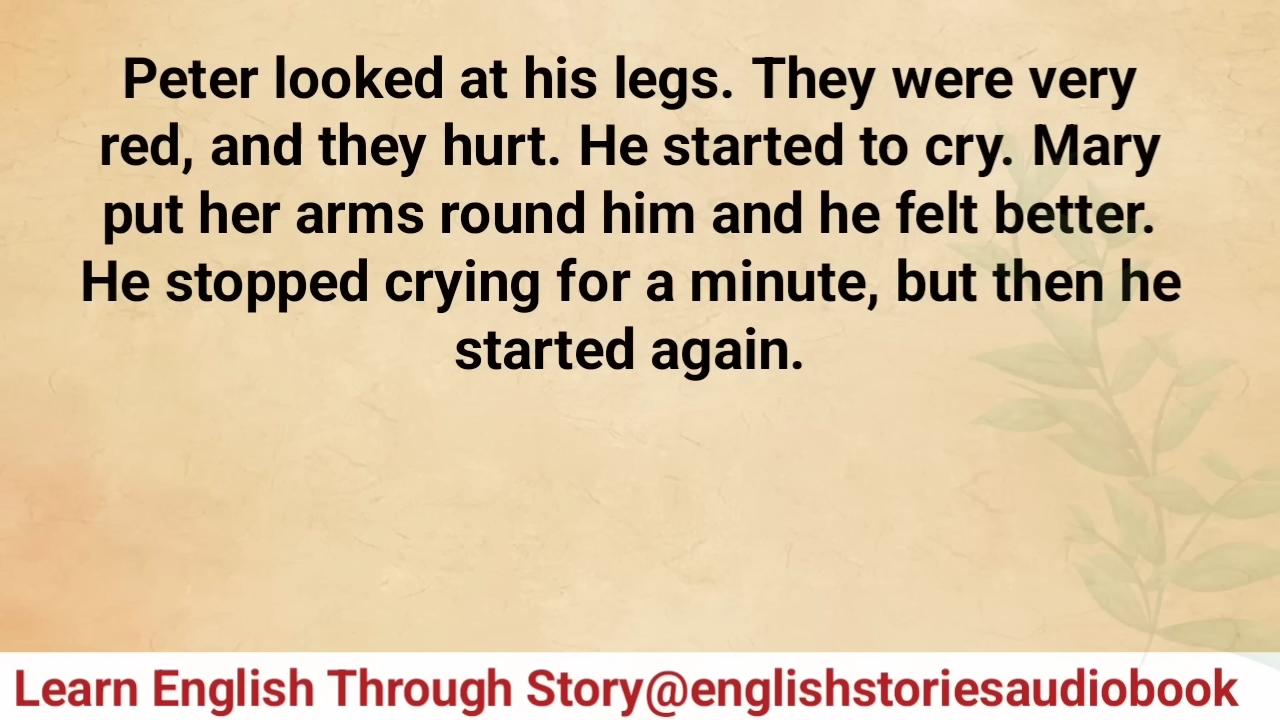 Peter looked at his legs. They were very
red, and they hurt. He started to cry. Mary
put her arms round him and he felt better.
He stopped crying for a minute, but then he
started again.
Learn English Through Story@englishstoriesaudiobook